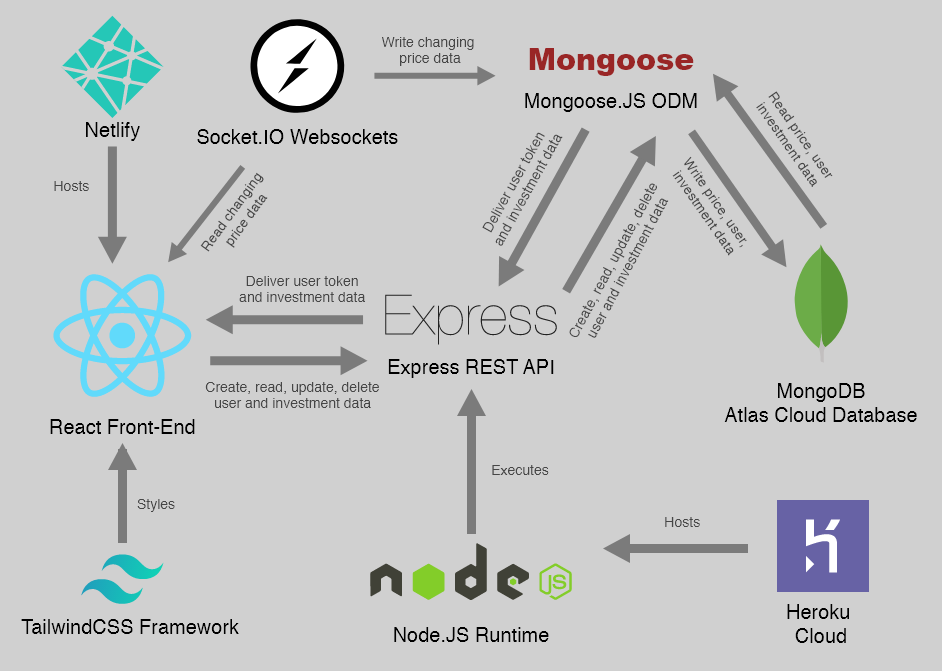 Netlify
Socket.IO Websockets
Write changing
price data
Mongoose
Mongoose.JS ODM
Hosts
Read changing
price data
Deliver user token
and investment data
Create, read, update, delete
user and investment data
Write price, user,
investment data
Read price, user
investment data
Deliver user token
and investment data
Express
Express REST API
Create, read, update, delete
user and investment data
React Front-End
MongoDB
Atlas Cloud Database
Styles
Executes
Hosts
TailwindCSS Framework
node
JS
Node.JS Runtime
Heroku
Cloud